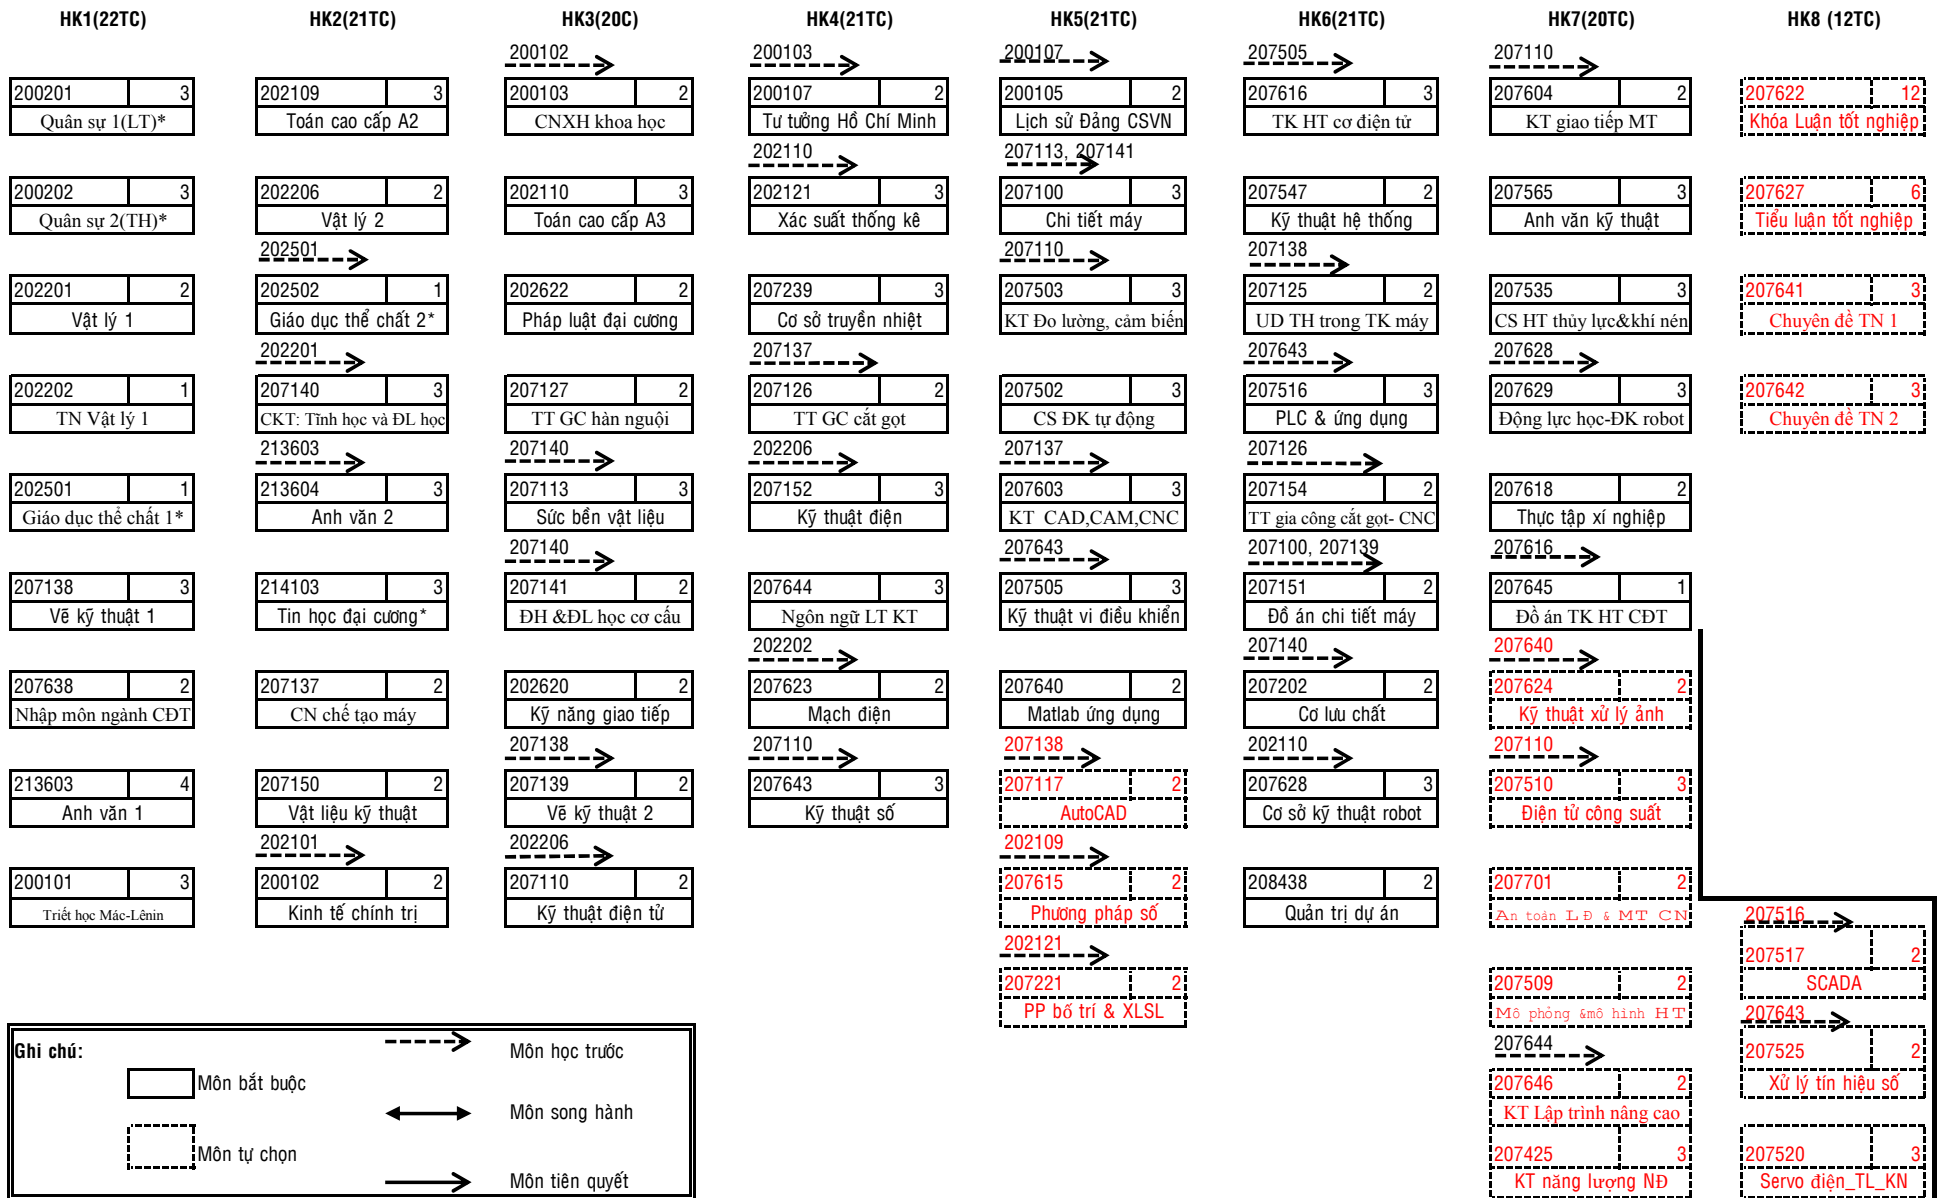 HK1(22TC)
200201 3
Quân sự 1(LT)*
200202 3
Quân sự 2(TH)*
202201 2
Vật lý 1
202202 1
TN Vật lý 1
202501 1
Giáo dục thể chất 1*
207138 3
Vẽ kỹ thuật 1
207638 2
Nhập môn ngành CĐT
213603 4
Anh văn 1
200101 3
Triết học Mác-Lênin
HK2(21TC)
202109 3
Toán cao cấp A2
202206 2
Vật lý 2
202501
202502 1
Giáo dục thể chất 2*
202201
207140 3
CKT: Tĩnh học và ĐL học
213603
213604 3
Anh văn 2
214103 3
Tin học đại cương*
207137 2
CN chế tạo máy
207150 2
Vật liệu kỹ thuật
202101
200102 2
Kinh tế chính trị
HK3(20C)
200102
200103 2
CNXH khoa học
202110 3
Toán cao cấp A3
202622 2
Pháp luật đại cương
207127 2
TT GC hàn nguội
207140
207113 3
Sức bền vật liệu
207140
207141 2
ĐH &ĐL học cơ cấu
202620 2
Kỹ năng giao tiếp
207138
207139 2
Vẽ kỹ thuật 2
202206
207110 2
Kỹ thuật điện tử
HK4(21TC)
200103
200107 2
Tư tưởng Hồ Chí Minh
202110
202121 3
Xác suất thống kê
207239 3
Cơ sở truyền nhiệt
207137
207126 2
TT GC cắt gọt
202206
207152 3
Kỹ thuật điện
207644 3
Ngôn ngữ LT KT
202202
207623 2
Mạch điện
207110
207643 3
Kỹ thuật số
HK5(21TC)
200107
200105 2
Lịch sử Đảng CSVN
207113, 207141
207100 3
Chi tiết máy
207110
207503 3
KT Đo lường, cảm biến
207502 3
CS ĐK tự động
207137
207603 3
KT CAD,CAM,CNC
207643
207505 3
Kỹ thuật vi điều khiển
207640 2
Matlab ứng dụng
207138
207117 2
AutoCAD
202109
207615 2
Phương pháp số
202121
207221 2
PP bố trí & XLSL
HK6(21TC)
207505
207616 3
TK HT cơ điện tử
207547 2
Kỹ thuật hệ thống
207138
207125 2
UD TH trong TK máy
207643
207516 3
PLC & ứng dụng
207126
207154 2
TT gia công cắt gọt- CNC
207100, 207139
207151 2
Đồ án chi tiết máy
207140
207202 2
Cơ lưu chất
202110
207628 3
Cơ sở kỹ thuật robot
208438 2
Quản trị dự án
HK7(20TC)
207110
207604 2
KT giao tiếp MT
207565 3
Anh văn kỹ thuật
207535 3
CS HT thủy lực&khí nén
207628
207629 3
Động lực học-ĐK robot
207618 2
Thực tập xí nghiệp
207616
207645 1
Đồ án TK HT CĐT
207640
207624 2
Kỹ thuật xử lý ảnh
207110
207510 3
Điện tử công suất
207701 2
An toàn LĐ & MT CN
207509 2
Mô phỏng &mô hình HT
207644
207646 2
KT Lập trình nâng cao
207425 3
KT năng lượng NĐ
HK8 (12TC)
207622 12
Khóa Luận tốt nghiệp
207627 6
Tiểu luận tốt nghiệp
207641 3
Chuyên đề TN 1
207642 3
Chuyên đề TN 2
207516
207517 2
SCADA
207643
207525 2
Xử lý tín hiệu số
207520 3
Servo điện_TL_KN
Ghi chú:
Môn bắt buộc
Môn tự chọn
Môn học trước
Môn song hành
Môn tiên quyết